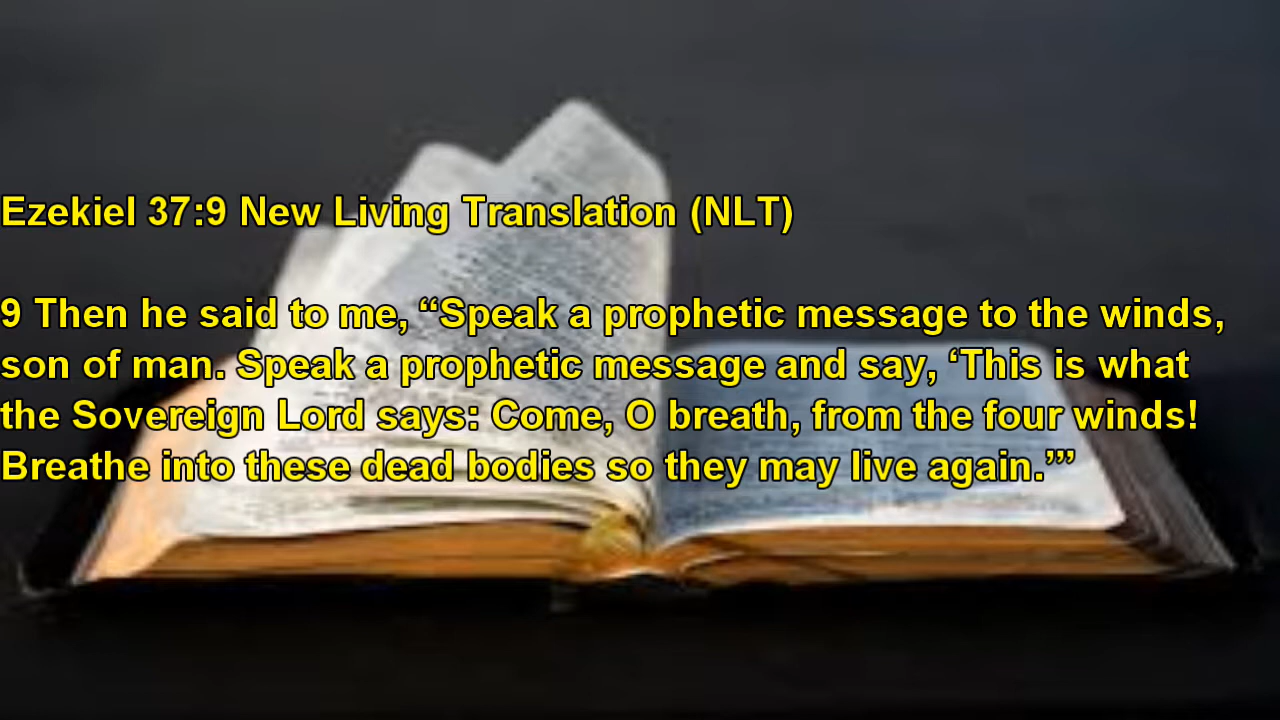 Ezekiel 37:9 New Living Translation (NLT)
9 Then he said to me, “Speak a prophetic message to the winds,
son of man. Speak a prophetic message and say, ‘This is what
the Sovereign Lord says: Come, O breath, from the four winds!
Breathe into these dead bodies so they may live again.’”